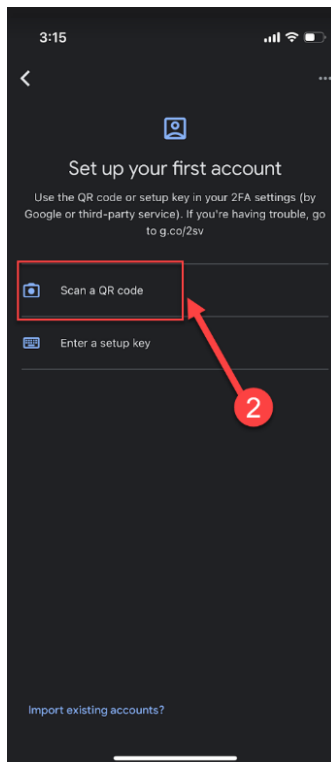 3:15
Set up your first account
Use the QR code or setup key in your 2FA settings (by
Google or third-party service). If you're having trouble, go
to g.co/2sv
Scan a QR code
Enter a setup key
2
Import existing accounts?